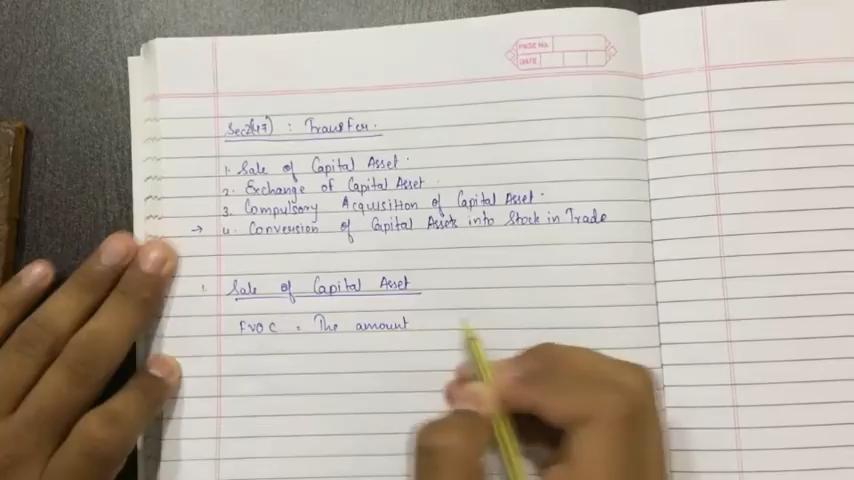 PAGE No.
DATE
Sec2(47) : Transfer.
1. Sale of Capital Asset.
2. Exchange of Capital Asset.
3. Compulsory Acquisition of Capital Asset.
→ 4. Conversion of Capital Assets into Stock in Trade
1. Sale of Capital Asset
FVOC = The amount